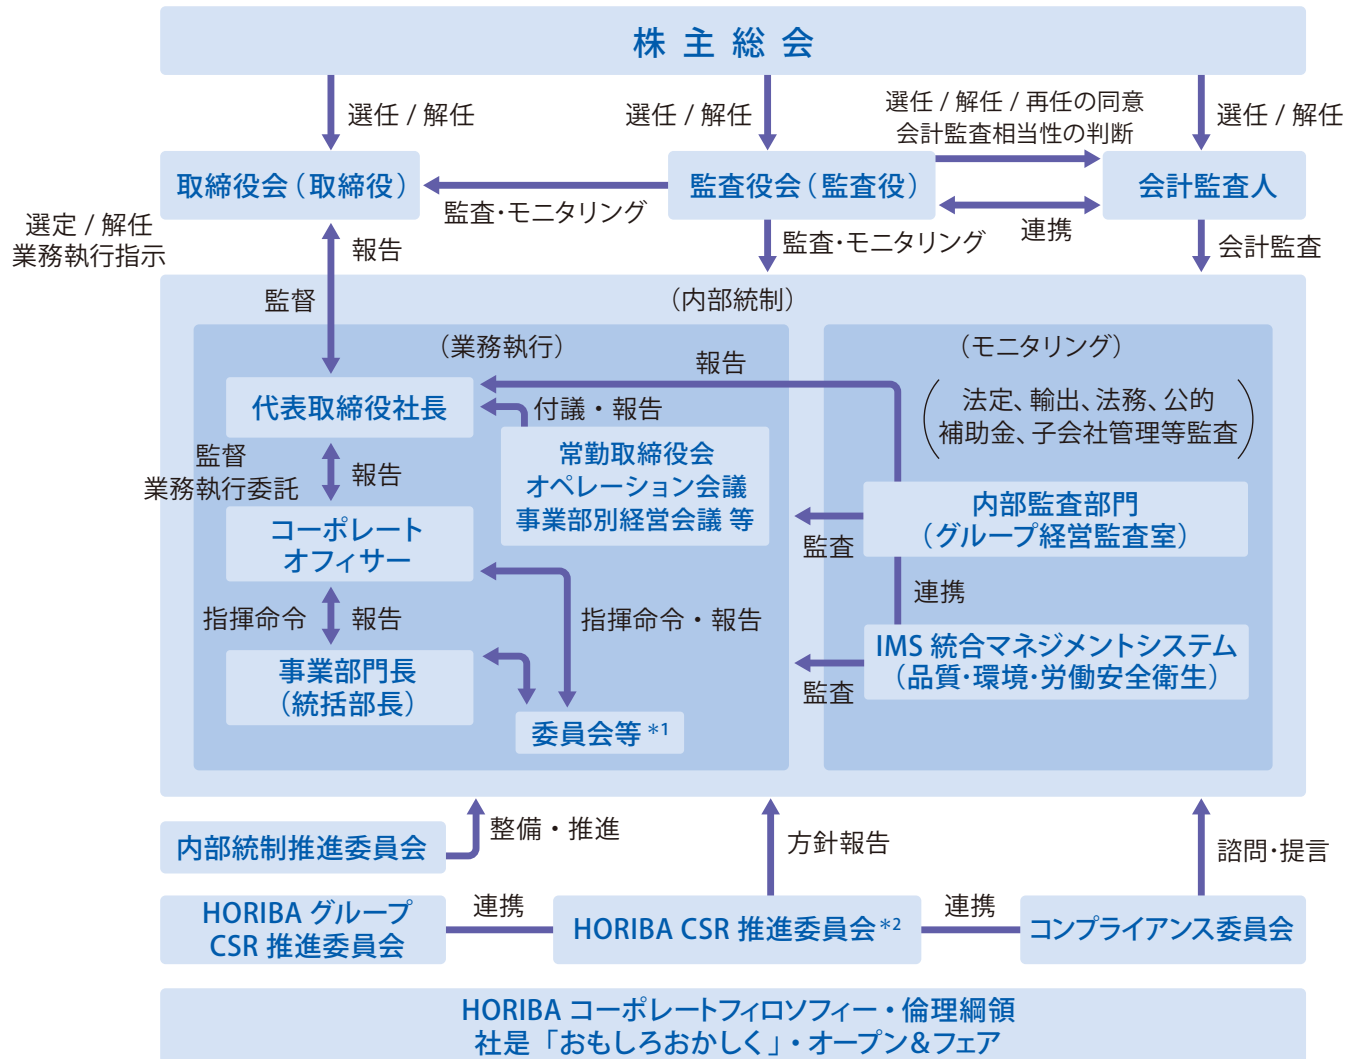 株主総会
選任 / 解任
選任 / 解任
選任 / 解任 / 再任の同意
会計監査相当性の判断
選任 / 解任
取締役会（取締役）
監査・モニタリング
監査役会（監査役）
連携
会計監査人
選定 / 解任
業務執行指示
報告
監督
監査・モニタリング
会計監査
（内部統制）
（業務執行）
代表取締役社長
報告
付議・報告
常勤取締役会
オペレーション会議
事業部別経営会議 等
監督
業務執行委託
報告
コーポレート
オフィサー
指揮命令
報告
指揮命令・報告
事業部門長
（統括部長）
委員会等 *1
（モニタリング）
法定、輸出、法務、公的
補助金、子会社管理等監査
内部監査部門
（グループ経営監査室）
監査
連携
IMS 統合マネジメントシステム
（品質・環境・労働安全衛生）
監査
内部統制推進委員会
整備・推進
方針報告
諮問・提言
HORIBA グループ
CSR 推進委員会
連携
HORIBA CSR 推進委員会 *2
連携
コンプライアンス委員会
HORIBA コーポレートフィロソフィー・倫理綱領
社是「おもしろおかしく」・オープン＆フェア